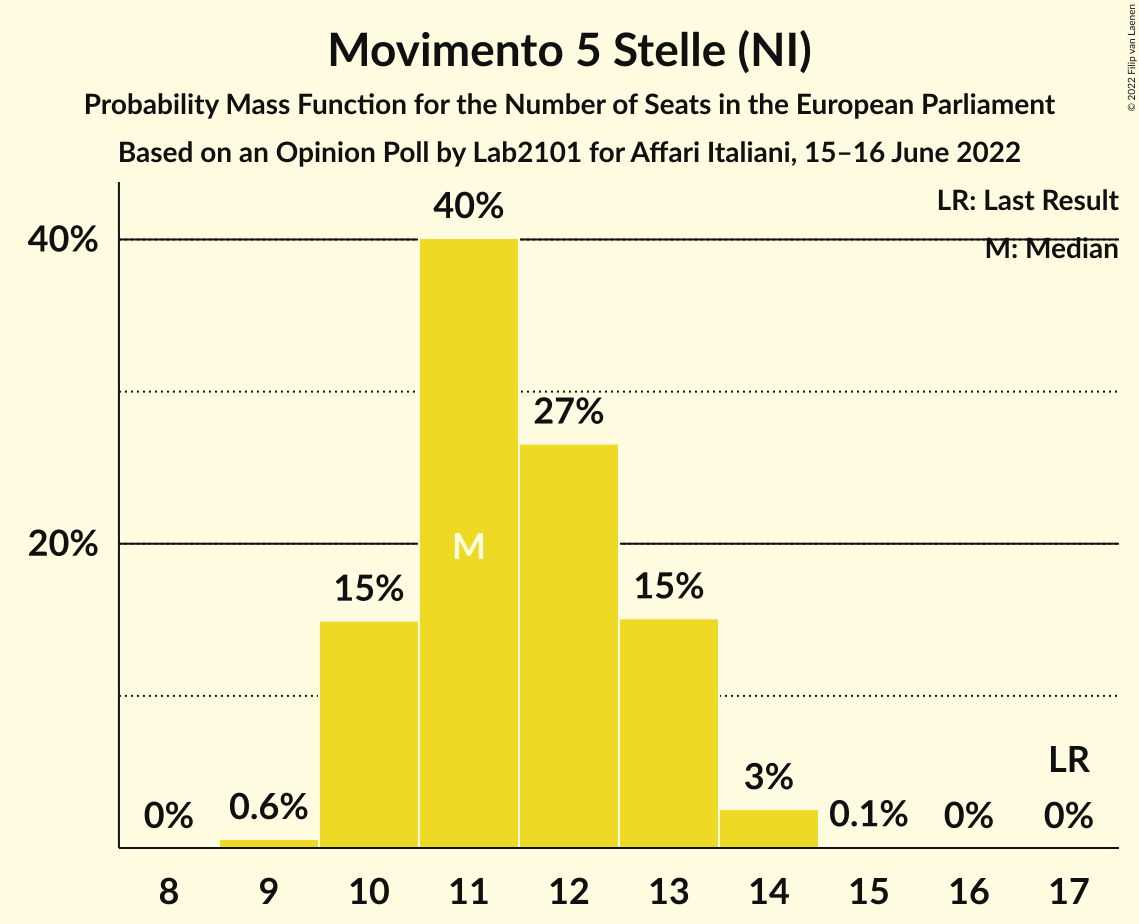 Movimento 5 Stelle (NI)
Probability Mass Function for the Number of Seats in the European Parliament
Based on an Opinion Poll by Lab2101 for Affari Italiani, 15–16 June 2022
© 2022 Filip van Laenen
LR: Last Result
M: Median
40%
20%
0%
0.6%
15%
40%
M
27%
15%
3%
0.1%
0%
LR
0%
8 9 10 11 12 13 14 15 16 17